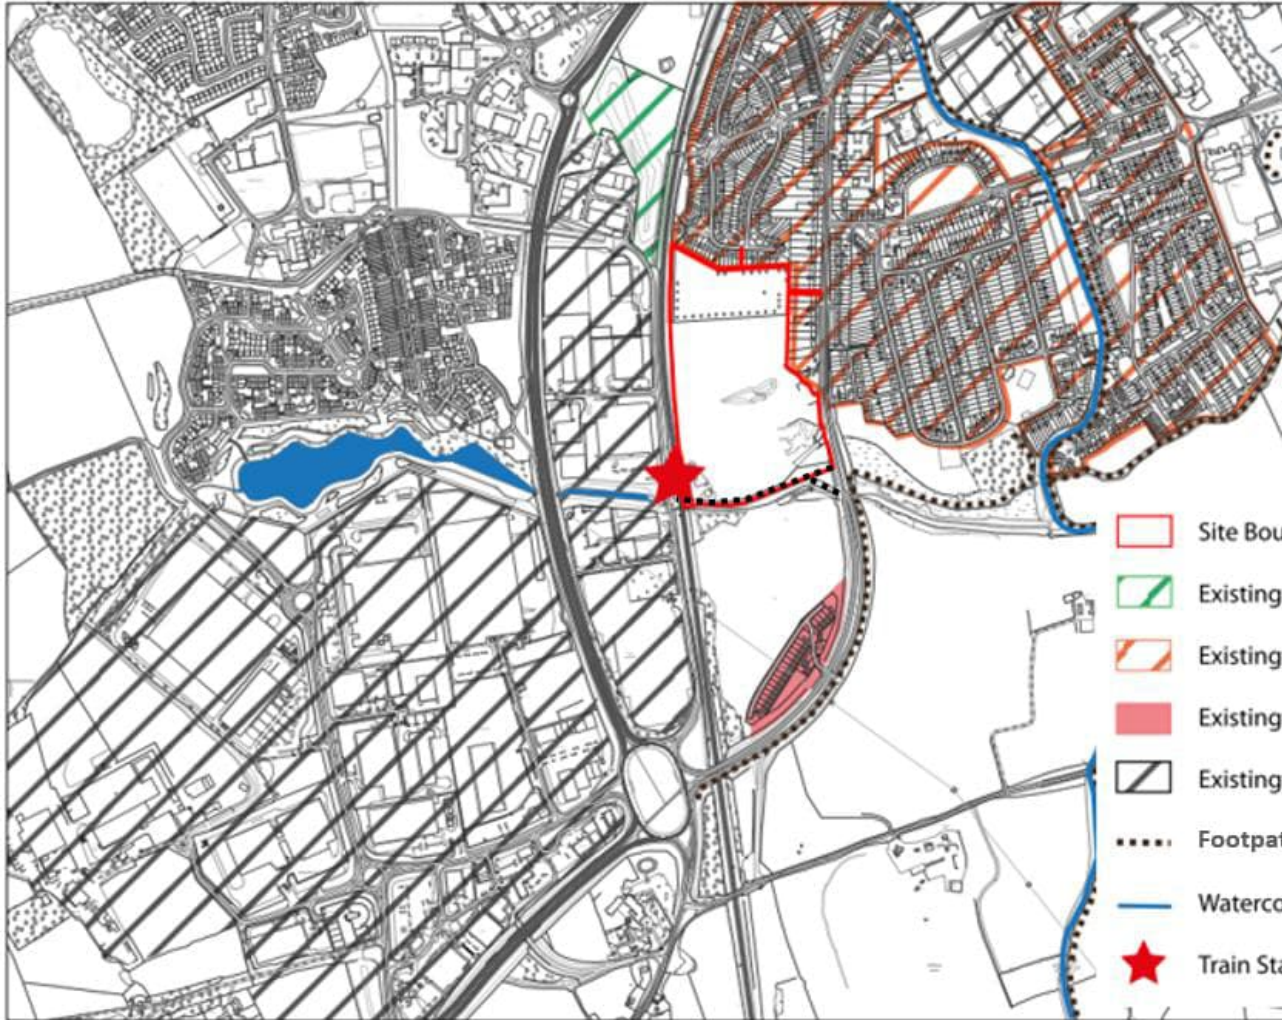 Site Bou
Existing
Existing
Existing
Existing
Footpat
Waterco
Train Sta